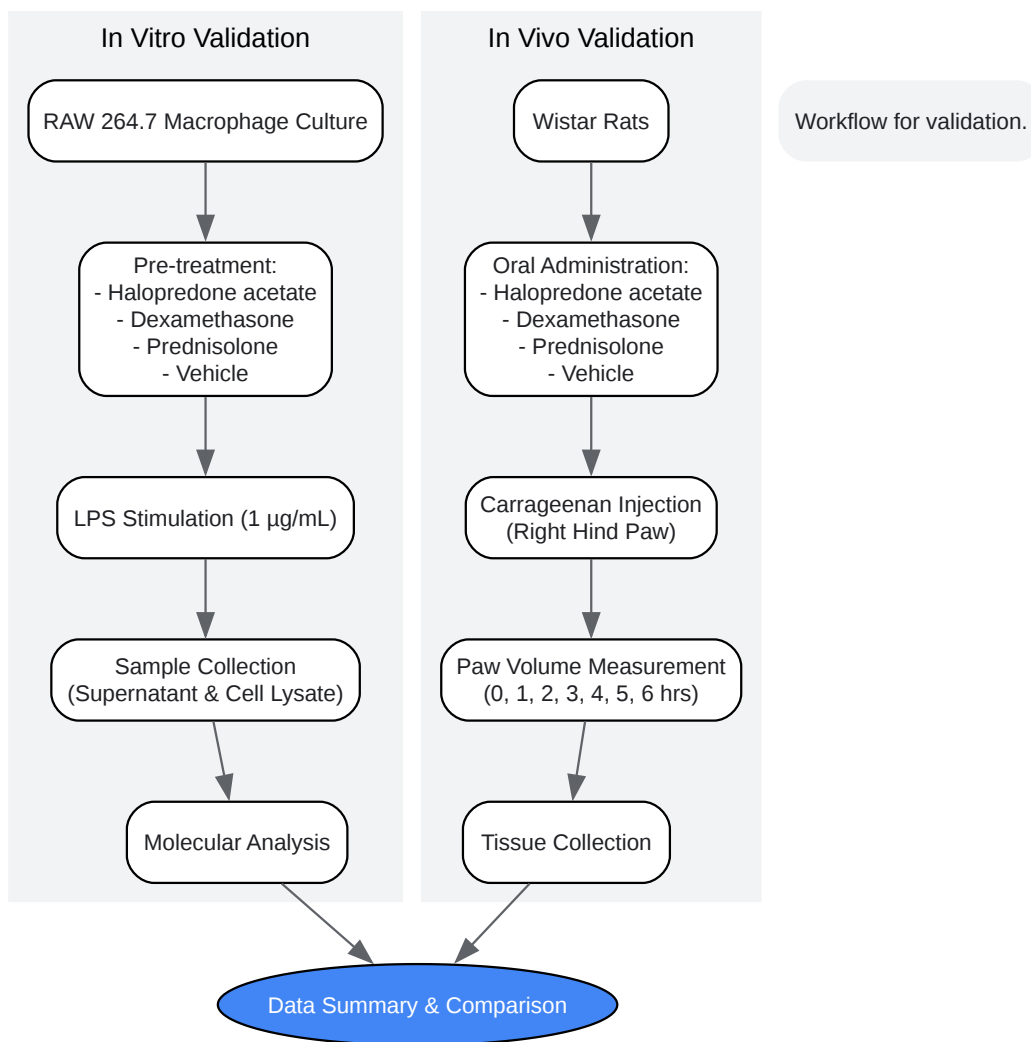 In Vitro Validation
RAW 264.7 Macrophage Culture
Pre-treatment:
- Halopredone acetate
- Dexamethasone
- Prednisolone
- Vehicle
LPS Stimulation (1 µg/mL)
Sample Collection
(Supernatant & Cell Lysate)
Molecular Analysis
In Vivo Validation
Wistar Rats
Oral Administration:
- Halopredone acetate
- Dexamethasone
- Prednisolone
- Vehicle
Carrageenan Injection
(Right Hind Paw)
Paw Volume Measurement
(0, 1, 2, 3, 4, 5, 6 hrs)
Tissue Collection
Workflow for validation.
Data Summary & Comparison